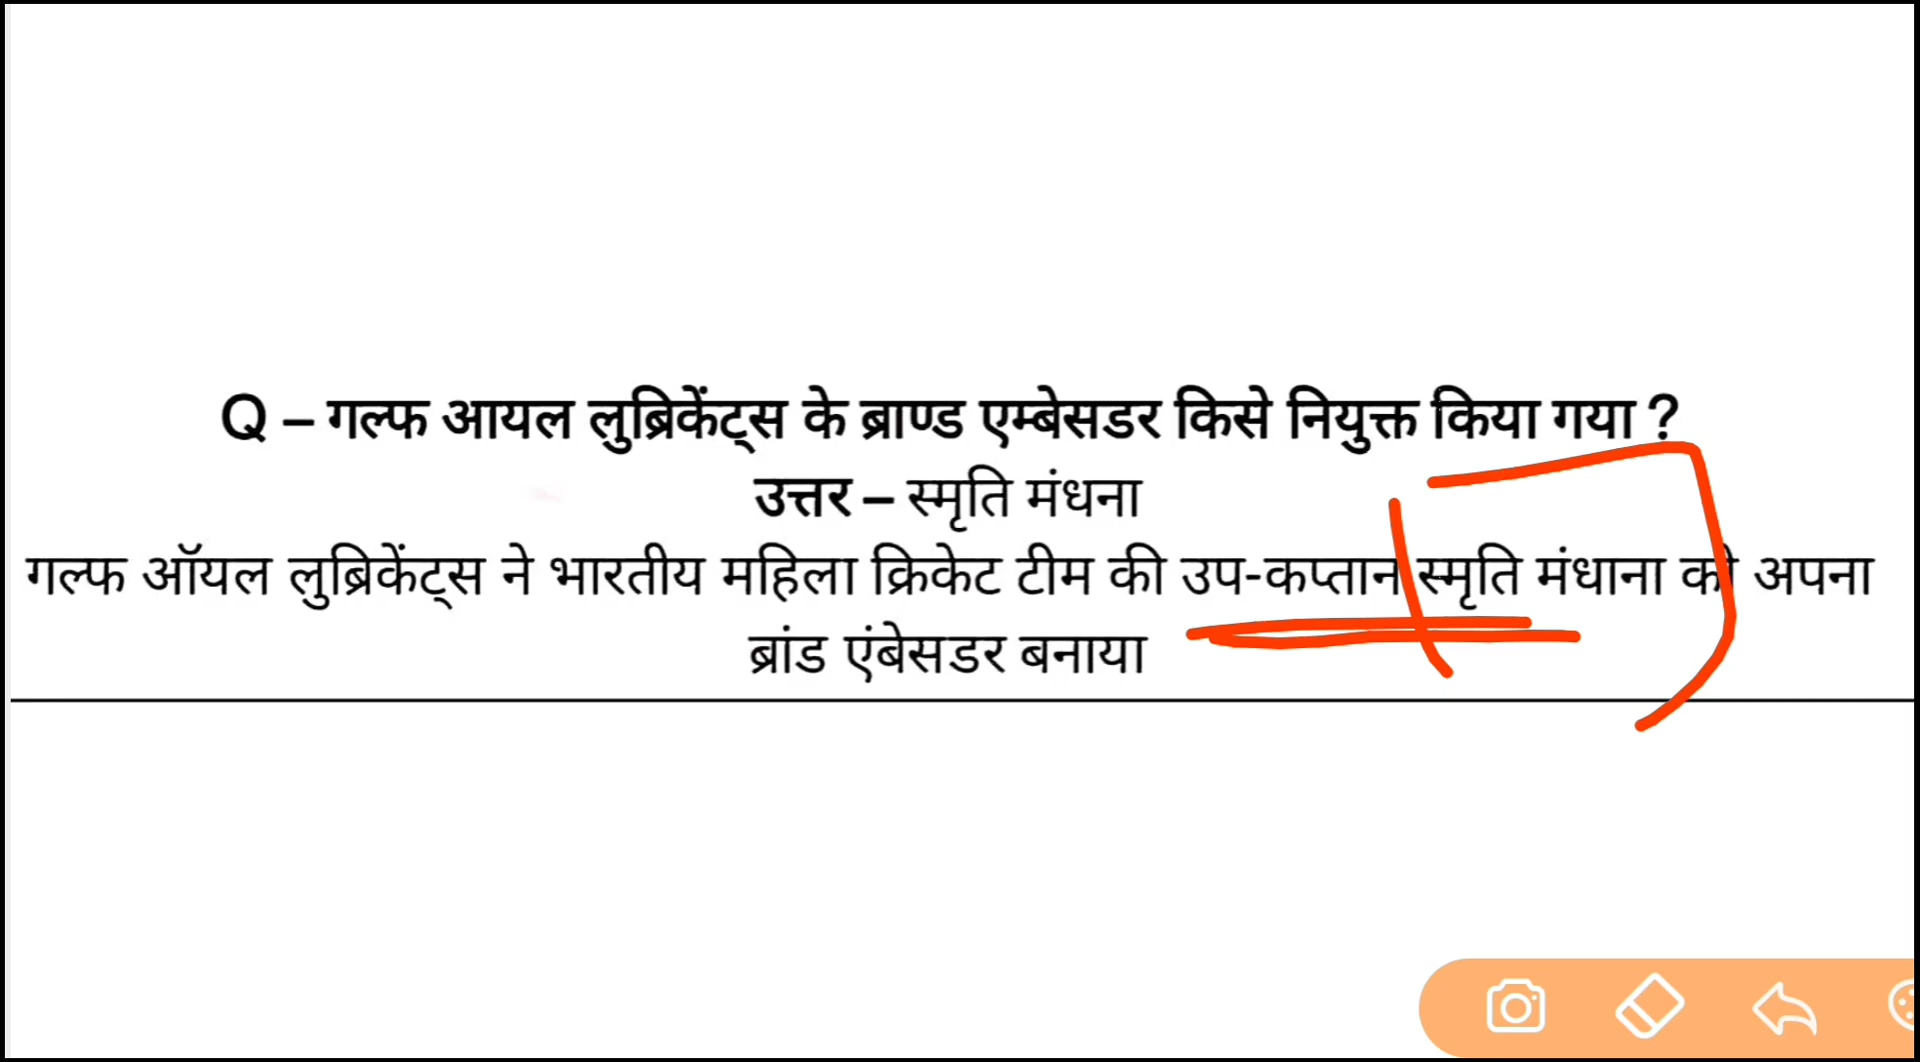 Q – गल्फ आयल लुब्रिकेंट्स के ब्राण्ड एम्बेसडर किसे नियुक्त किया गया ?
उत्तर – स्मृति मंधना
गल्फ ऑयल लुब्रिकेंट्स ने भारतीय महिला क्रिकेट टीम की उप-कप्तान स्मृति मंधाना को अपना
ब्रांड एंबेसडर बनाया